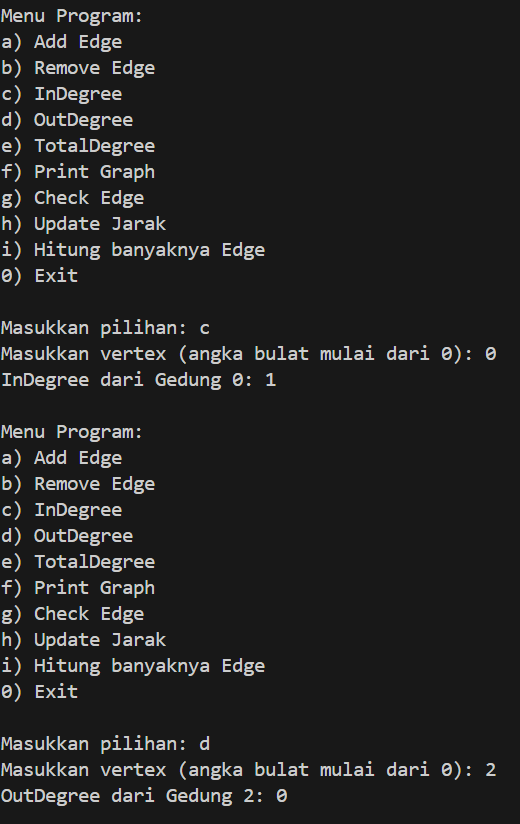 Menu Program:
a) Add Edge
b) Remove Edge
c) InDegree
d) OutDegree
e) TotalDegree
f) Print Graph
g) Check Edge
h) Update Jarak
i) Hitung banyaknya Edge
0) Exit
Masukkan pilihan: c
Masukkan vertex (angka bulat mulai dari 0): 0
InDegree dari Gedung 0: 1
Menu Program:
a) Add Edge
b) Remove Edge
c) InDegree
d) OutDegree
e) TotalDegree
f) Print Graph
g) Check Edge
h) Update Jarak
i) Hitung banyaknya Edge
0) Exit
Masukkan pilihan: d
Masukkan vertex (angka bulat mulai dari 0): 2
OutDegree dari Gedung 2: 0